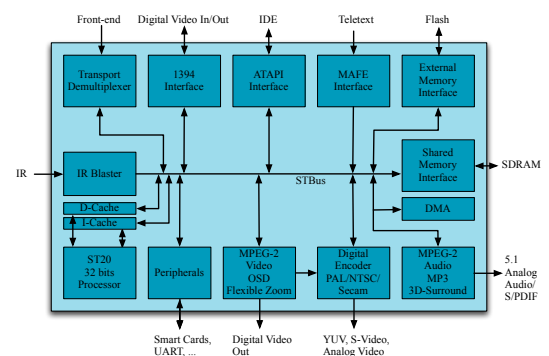 Front-end
Digital Video In/Out
IDE
Teletext
Flash
Transport
Demultiplexer
1394
Interface
ATAPI
Interface
MAFE
Interface
External
Memory
Interface
IR
IR Blaster
STBus
Shared
Memory
Interface
SDRAM
D-Cache
I-Cache
DMA
ST20
32 bits
Processor
Peripherals
MPEG-2
Video
OSD
Flexible Zoom
Digital
Encoder
PAL/NTSC/
Secam
MPEG-2
Audio
MP3
3D-Surround
5.1
Analog
Audio/
S/PDIF
Smart Cards,
UART, ...
Digital Video
Out
YUV, S-Video,
Analog Video